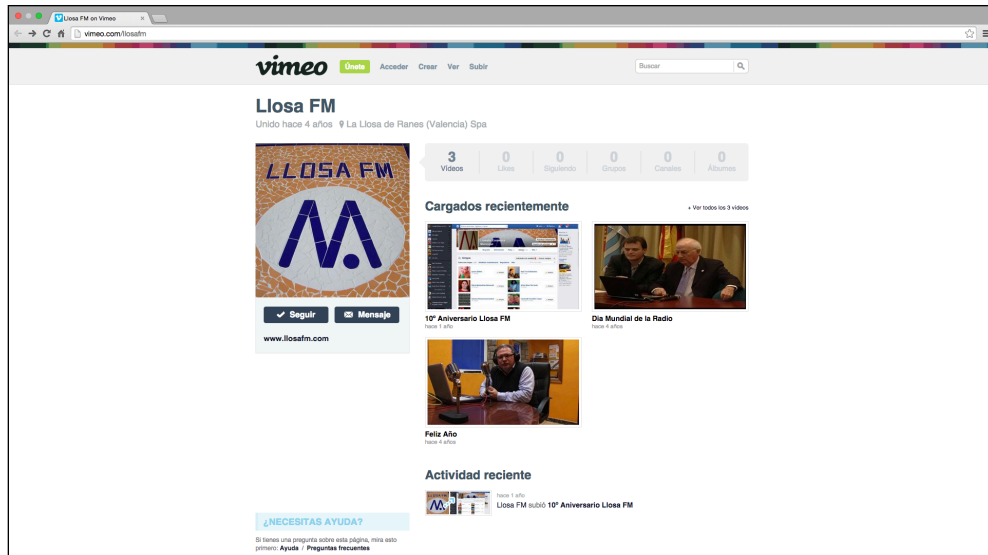 Llosa FM on Vimeo
vimeo.com/llosafm
vimeo Únete Acceder Crear Ver Subir Buscar
Llosa FM
Unido hace 4 años La Llosa de Ranes (Valencia) Spa
LLOSA FM
3 0 0 0 0 0
Vídeos Likes Siguiendo Grupos Canales Álbumes
Cargados recientemente + Ver todos los 3 vídeos
Seguir Mensaje
www.llosafm.com
10º Aniversario Llosa FM
hace 1 año
Dia Mundial de la Radio
hace 4 años
Feliz Año
hace 4 años
Actividad reciente
hace 1 año
Llosa FM subió 10º Aniversario Llosa FM
¿NECESITAS AYUDA?
Si tienes una pregunta sobre esta página, mira esto
primero: Ayuda / Preguntas frecuentes